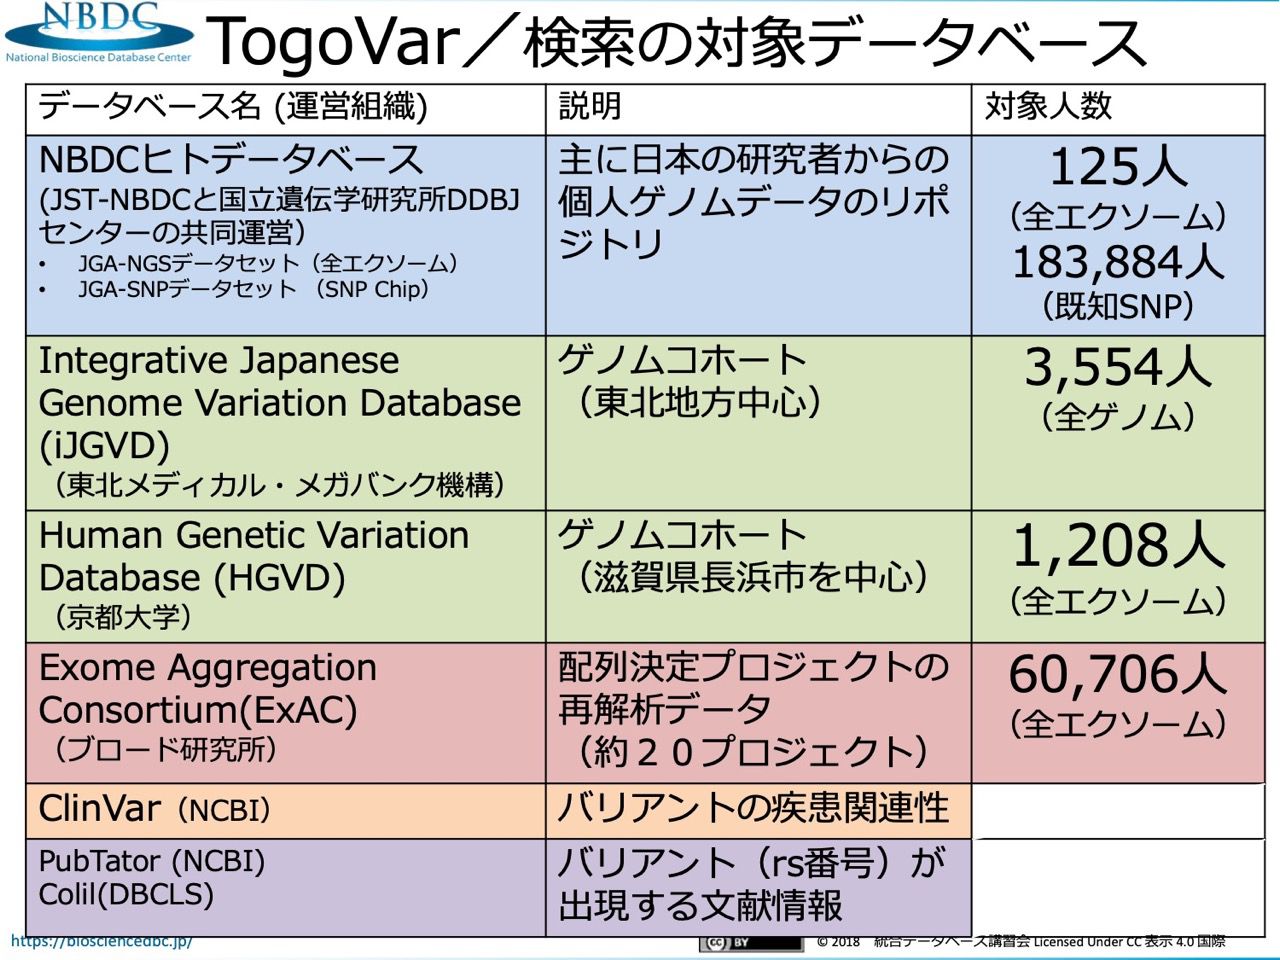 NBDC
National Bioscience Database Center
TogoVar／検索の対象データベース
データベース名 (運営組織)
説明
対象人数
NBDCヒトデータベース
(JST-NBDCと国立遺伝学研究所DDBJ
センターの共同運営）
• JGA-NGSデータセット（全エクソーム）
• JGA-SNPデータセット （SNP Chip）
主に日本の研究者からの
個人ゲノムデータのリポ
ジトリ
125人
（全エクソーム）
183,884人
（既知SNP）
Integrative Japanese
Genome Variation Database
(iJGVD)
（東北メディカル・メガバンク機構）
ゲノムコホート
（東北地方中心）
3,554人
（全ゲノム）
Human Genetic Variation
Database (HGVD)
（京都大学）
ゲノムコホート
（滋賀県長浜市を中心）
1,208人
（全エクソーム）
Exome Aggregation
Consortium(ExAC)
（ブロード研究所）
配列決定プロジェクトの
再解析データ
（約２０プロジェクト）
60,706人
（全エクソーム）
ClinVar（NCBI）
バリアントの疾患関連性
PubTator (NCBI)
Colil(DBCLS)
バリアント（rs番号）が
出現する文献情報
https://biosciencedbc.jp/
cc BY
© 2018 統合データベース講習会 Licensed Under CC 表示 4.0 国際